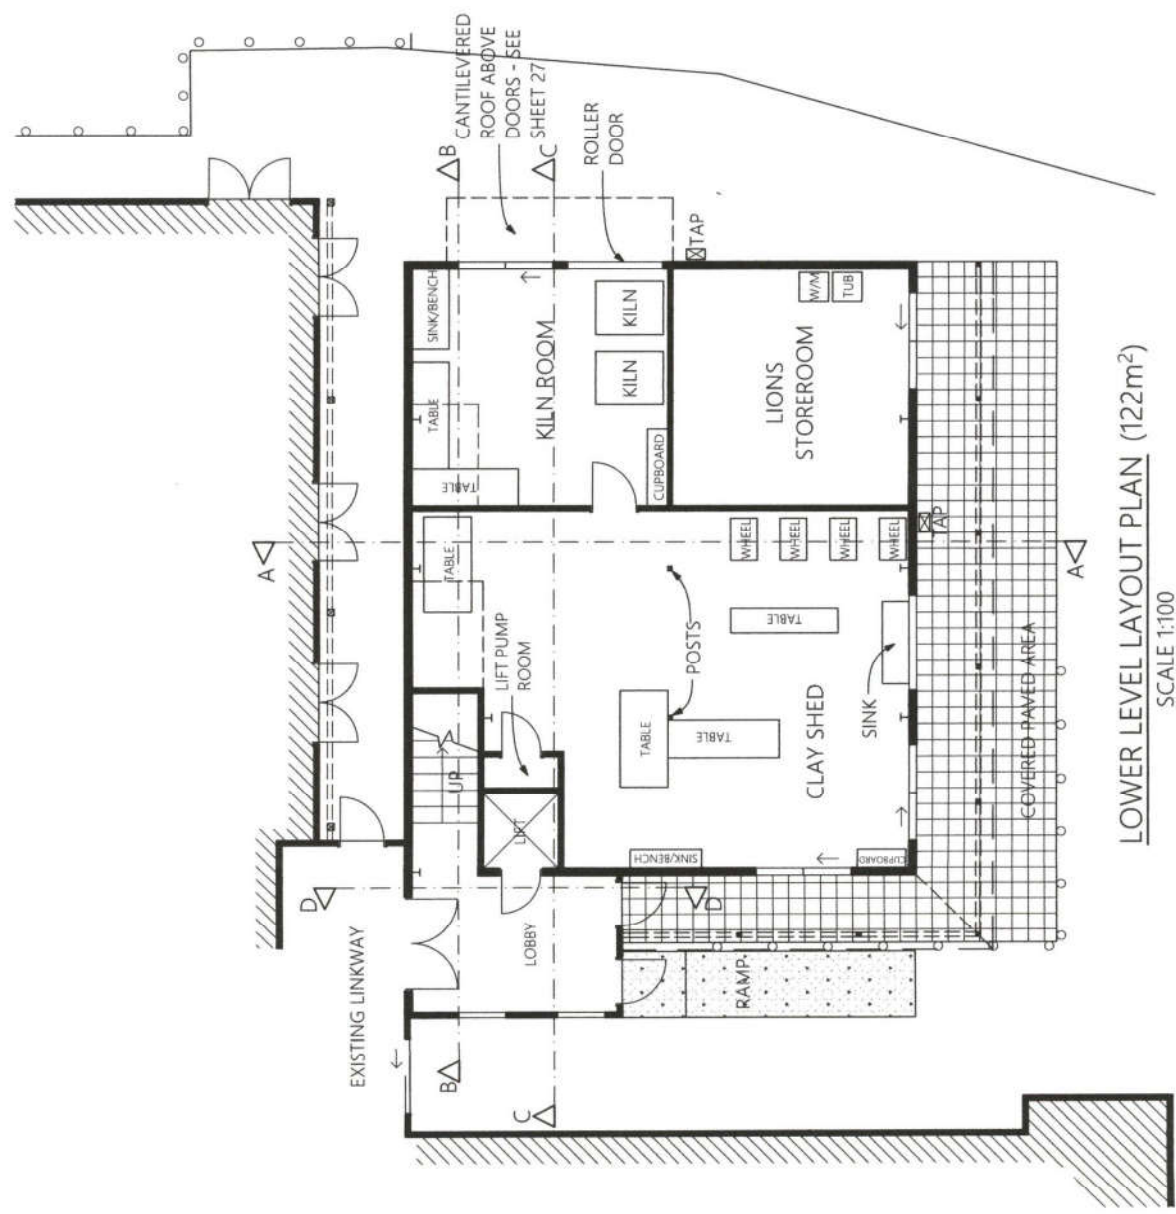 CANTILEVERED
ROOF ABOVE
DOORS - SEE
SHEET 27
B
C
ROLLER
DOOR
TAP
SINK/BENCH
TABLE
TABLE
KILN ROOM
KILN
KILN
CUPBOARD
W/M
TUB
LIONS
STOREROOM
A
TABLE
LIFT PUMP
ROOM
POSTS
WHEEL
WHEEL
WHEEL
WHEEL
TAP
A
TABLE
TABLE
TABLE
CLAY SHED
SINK
UP
LIFT
SINK/BENCH
CUPBOARD
COVERED PAVED AREA
D
D
LOBBY
EXISTING LINKWAY
RAMP
B
C
LOWER LEVEL LAYOUT PLAN (122m²)
SCALE 1:100